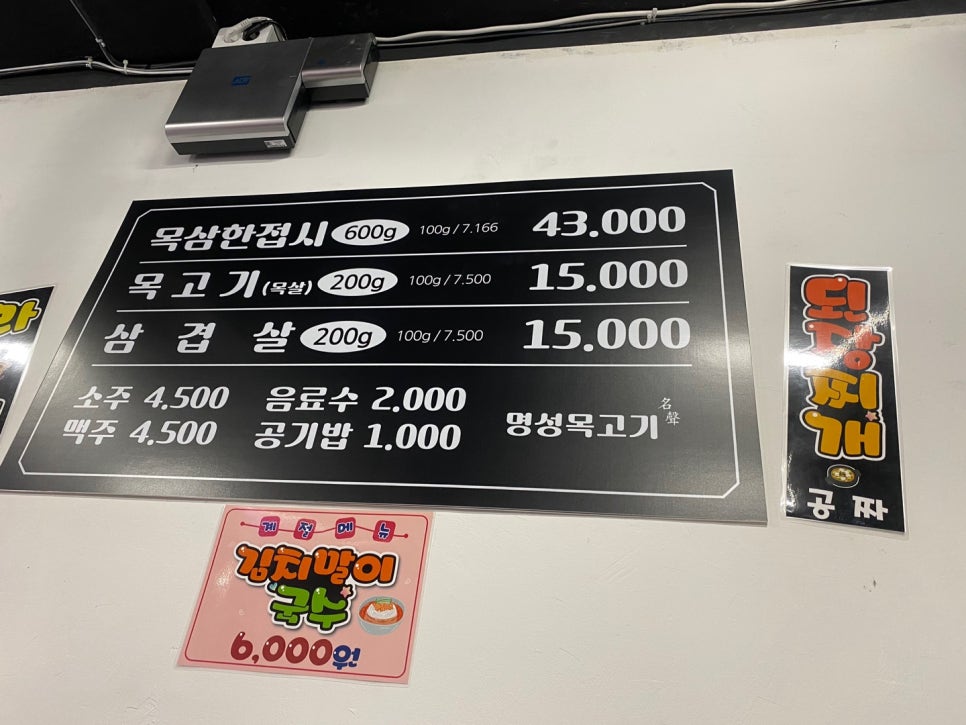 목삼한접시 600g 100g / 7.166 43.000
목 고 기 (목살) 200g 100g / 7.500 15.000
삼 겹 살 200g 100g / 7.500 15.000
소주 4.500 음료수 2.000
맥주 4.500 공기밥 1.000
명성목고기 名聲
라
된장찌개
공짜
계절메뉴
김치말이
국수
6,000원